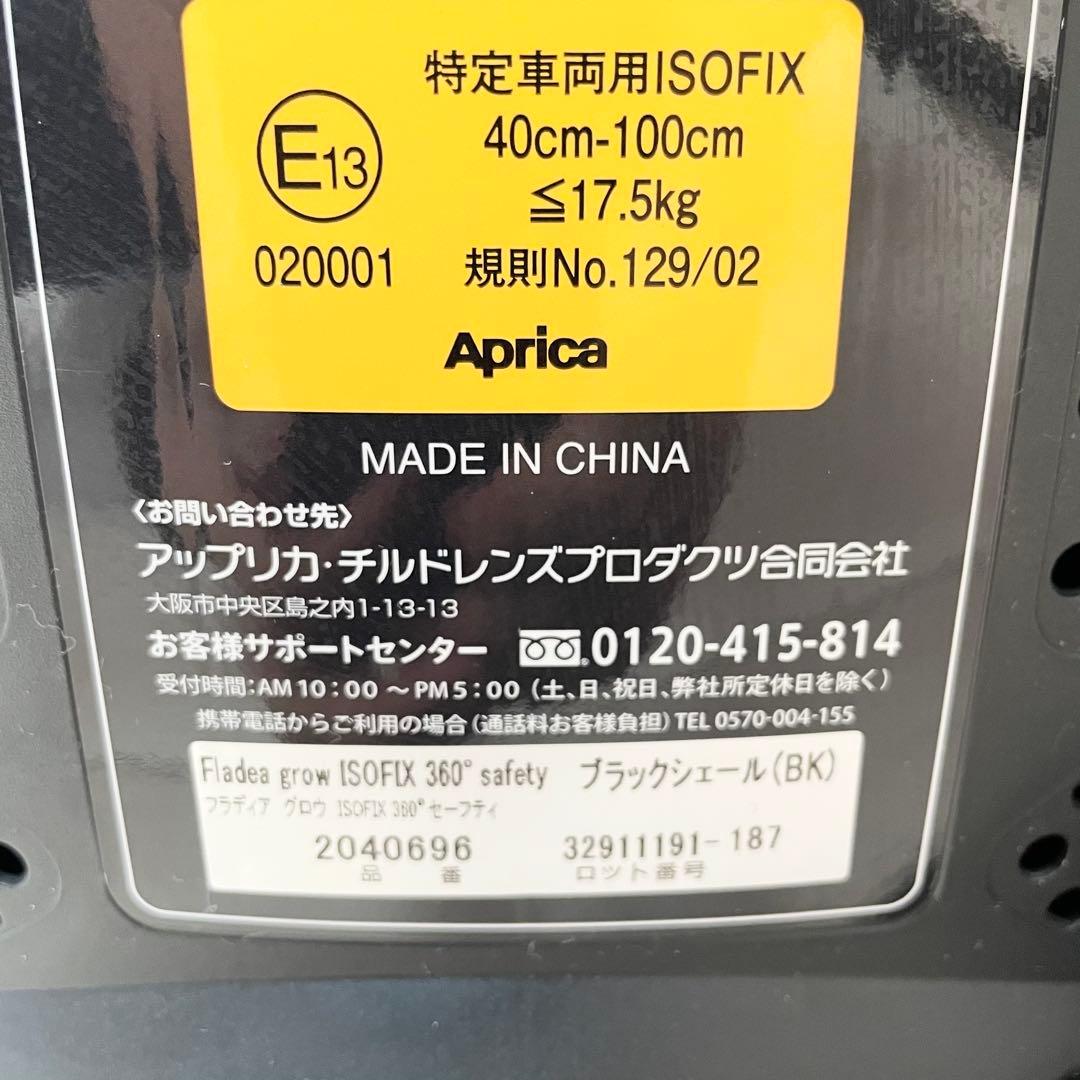 特定車両用ISOFIX
40cm-100cm
≦17.5kg
E13
020001 規則No.129/02
Aprica
MADE IN CHINA
〈お問い合わせ先〉
アップリカ・チルドレンズプロダクツ合同会社
大阪市中央区島之内1-13-13
お客様サポートセンター 0120-415-814
受付時間:AM10:00 〜PM5:00 (土、日、祝日、弊社所定休日を除く)
携帯電話からご利用の場合(通話料お客様負担)TEL 0570-004-155
Fladea grow ISOFIX 360° safety ブラックシェール(BK)
フラディア グロウ ISOFIX 360°セーフティ
2040696 32911191-187
品 番 ロット番号